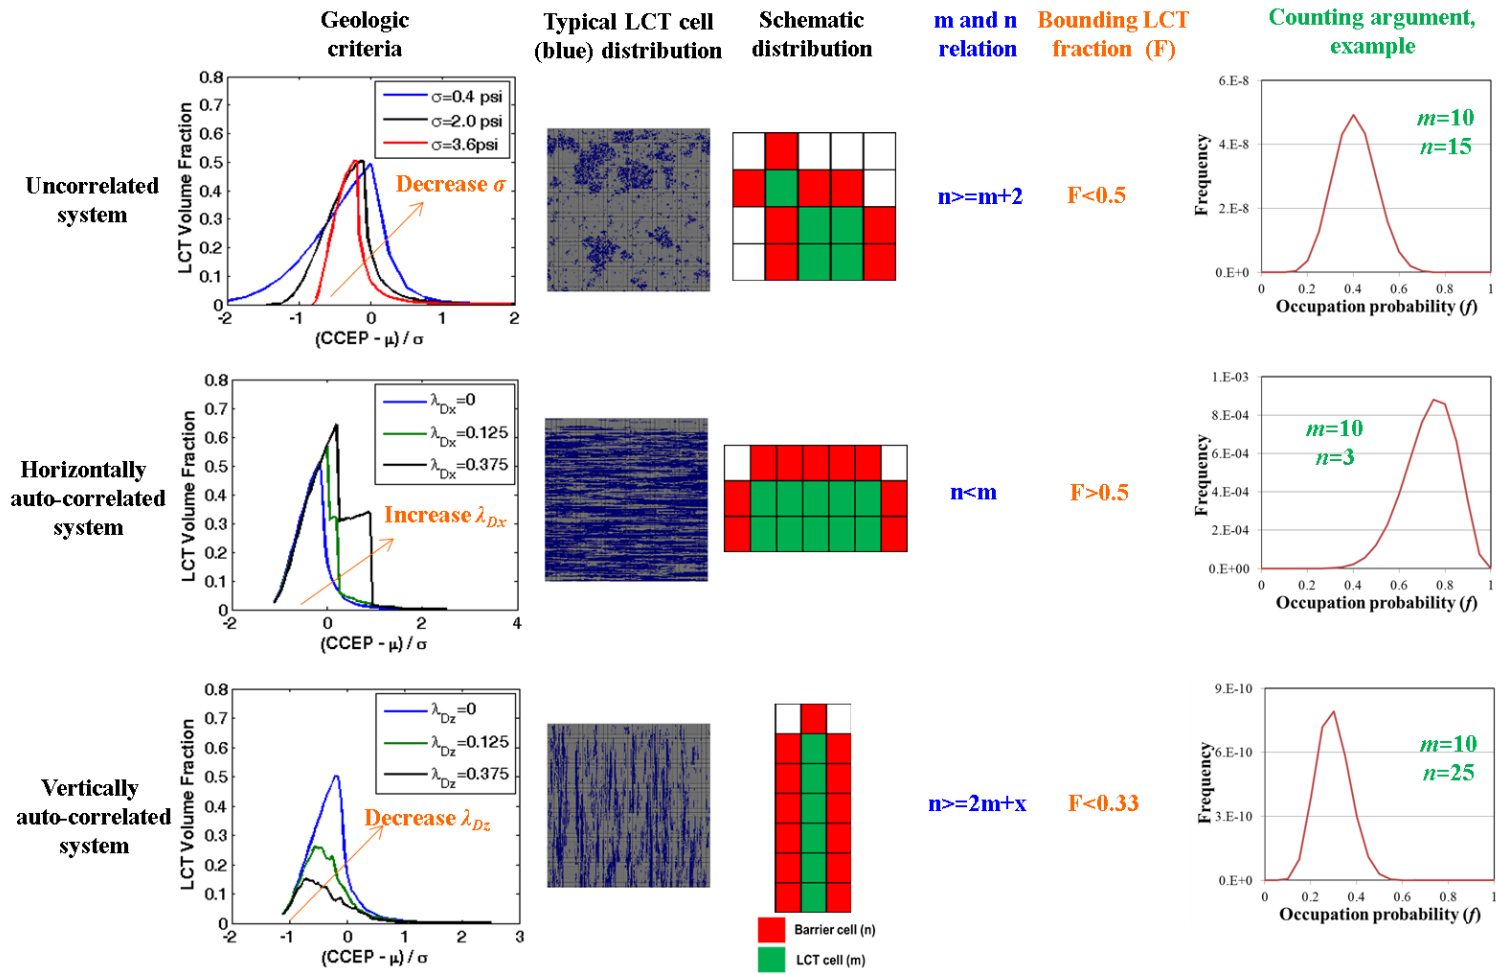 Geologic
criteria
Typical LCT cell
(blue) distribution
Schematic
distribution
m and n
relation
Bounding LCT
fraction (F)
Counting argument,
example
Uncorrelated
system
LCT Volume Fraction
0.8
0.7
0.6
0.5
0.4
0.3
0.2
0.1
0
-2
-1
0
1
2
(CCEP - μ) / σ
σ=0.4 psi
σ=2.0 psi
σ=3.6psi
Decrease σ
n>=m+2
F<0.5
Frequency
6.E-8
4.E-8
2.E-8
0.E+0
0
0.2
0.4
0.6
0.8
1
Occupation probability (f)
m=10
n=15
Horizontally
auto-correlated
system
LCT Volume Fraction
0.8
0.7
0.6
0.5
0.4
0.3
0.2
0.1
0
-2
0
2
4
(CCEP - μ) / σ
λDx=0
λDx=0.125
λDx=0.375
Increase λDx
n<m
F>0.5
Frequency
1.E-03
8.E-04
6.E-04
4.E-04
2.E-04
0.E+00
0
0.2
0.4
0.6
0.8
1
Occupation probability (f)
m=10
n=3
Vertically
auto-correlated
system
LCT Volume Fraction
0.8
0.7
0.6
0.5
0.4
0.3
0.2
0.1
0
-2
-1
0
1
2
3
(CCEP - μ) / σ
λDz=0
λDz=0.125
λDz=0.375
Decrease λDz
Barrier cell (n)
LCT cell (m)
n>=2m+x
F<0.33
Frequency
9.E-10
6.E-10
3.E-10
0.E+0
0
0.2
0.4
0.6
0.8
1
Occupation probability (f)
m=10
n=25